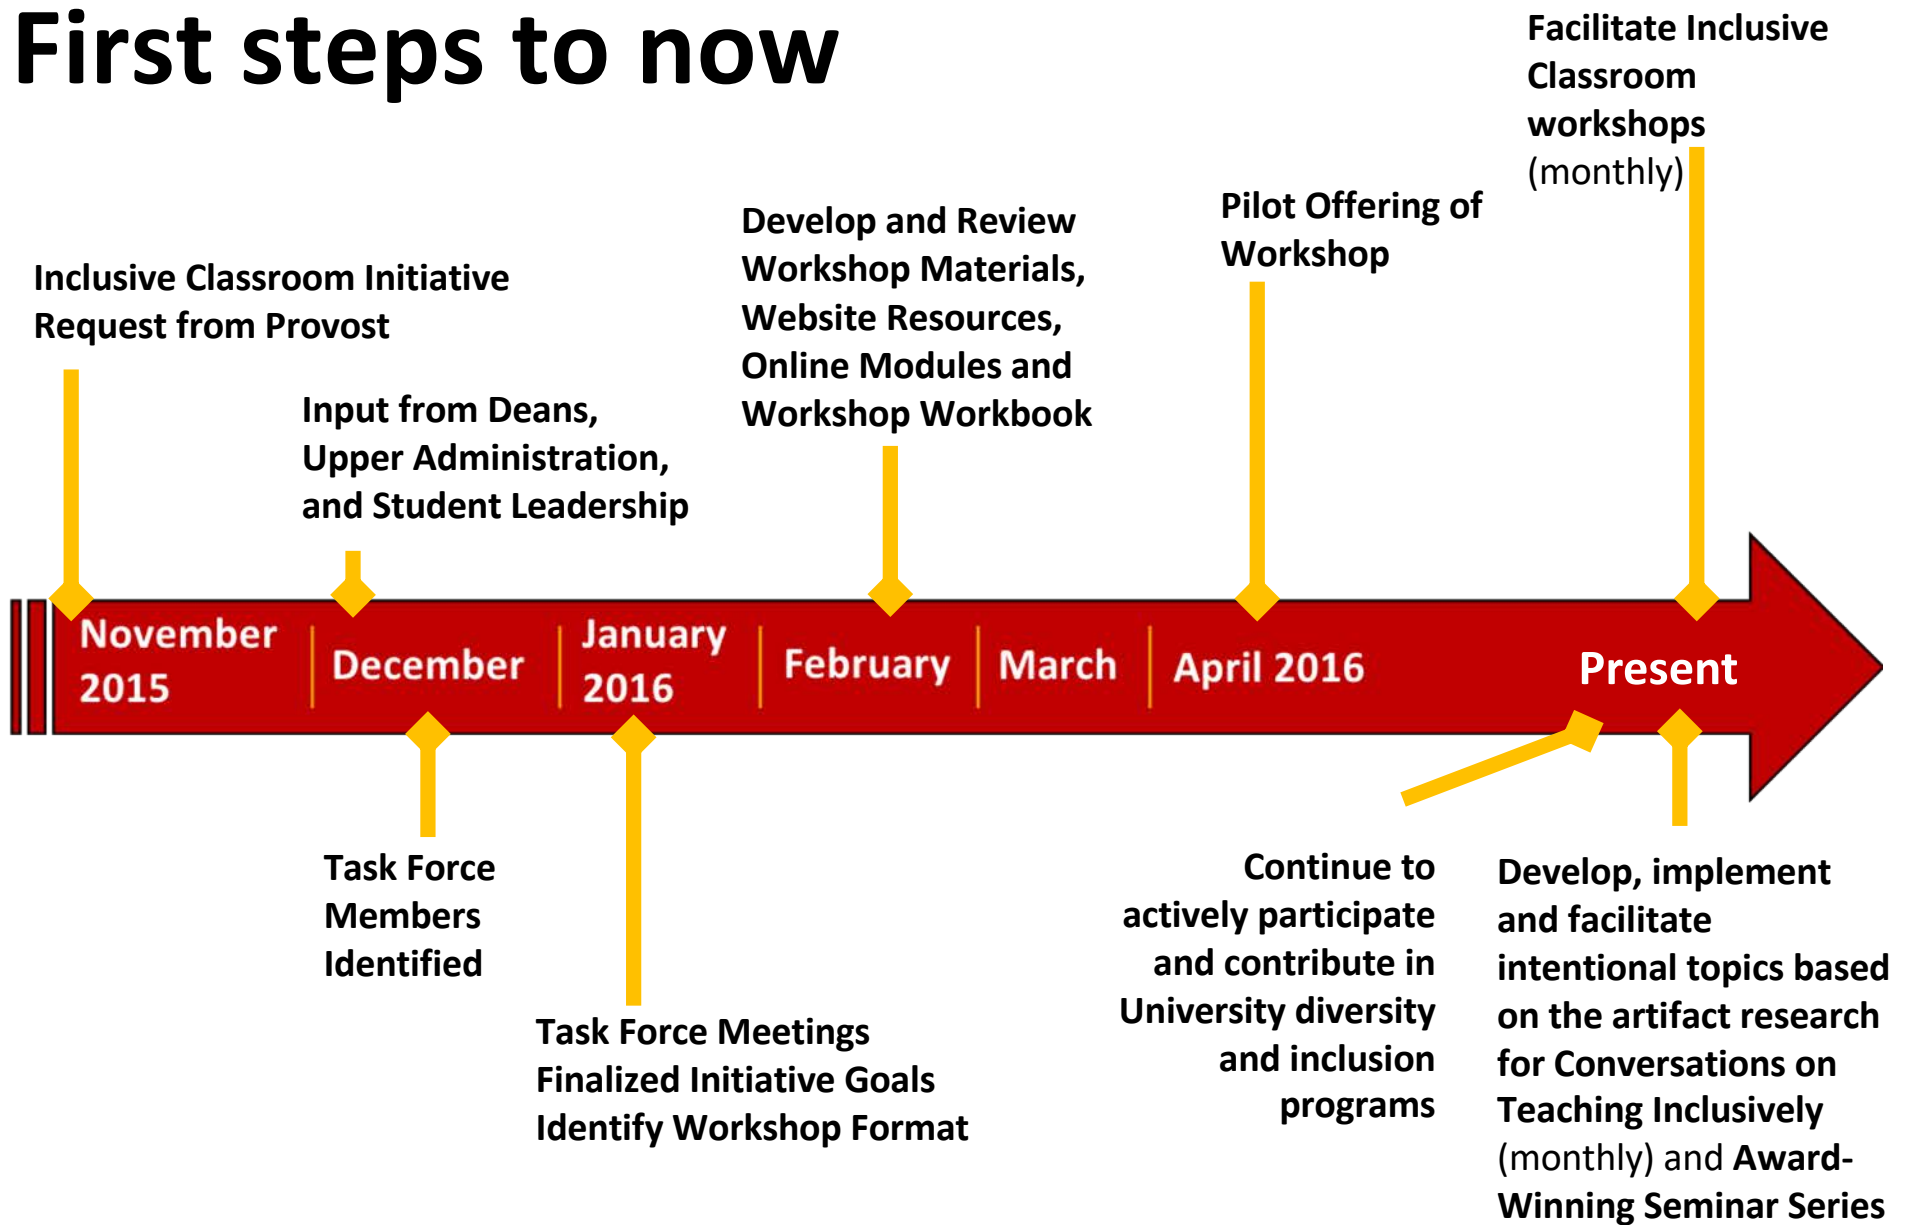 First steps to now
Facilitate Inclusive
Classroom
workshops
(monthly)
Inclusive Classroom Initiative
Request from Provost
Input from Deans,
Upper Administration,
and Student Leadership
Develop and Review
Workshop Materials,
Website Resources,
Online Modules and
Workshop Workbook
Pilot Offering of
Workshop
November
2015
December
January
2016
February
March
April 2016
Present
Task Force
Members
Identified
Task Force Meetings
Finalized Initiative Goals
Identify Workshop Format
Continue to
actively participate
and contribute in
University diversity
and inclusion
programs
Develop, implement
and facilitate
intentional topics based
on the artifact research
for Conversations on
Teaching Inclusively
(monthly) and Award-
Winning Seminar Series